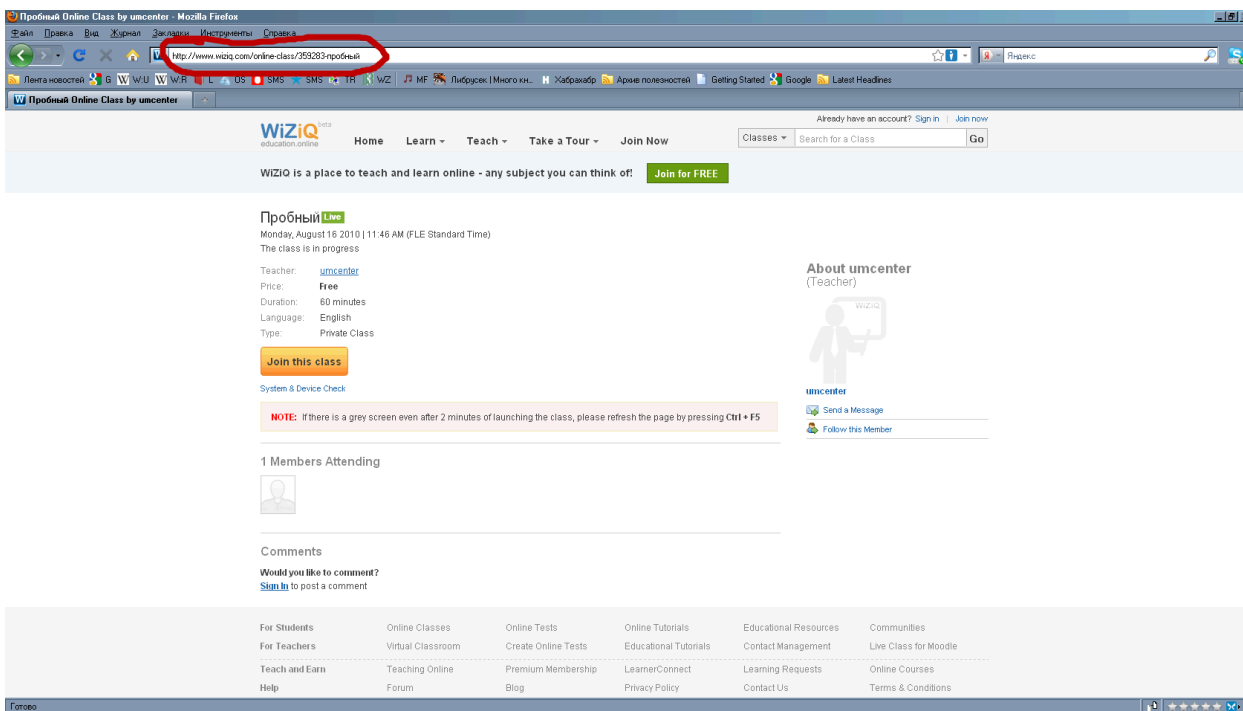 Пробный Online Class by umcenter - Mozilla Firefox
Файл Правка Вид Журнал Закладки Инструменты Справка
http://www.wiziq.com/online-class/359283-пробный
Яндекс
Лента новостей G W:U W:R L US SMS SMS TR WZ MF Либрусек | Много кн... Хабрахабр Архив полезностей Getting Started Google Latest Headlines
Пробный Online Class by umcenter
Already have an account? Sign in | Join now
WiZiQ beta
education.online
Home Learn Teach Take a Tour Join Now
Classes Search for a Class Go
WiZiQ is a place to teach and learn online - any subject you can think of! Join for FREE
Пробный Live
Monday, August 16 2010 | 11:46 AM (FLE Standard Time)
The class is in progress
Teacher: umcenter
Price: Free
Duration: 60 minutes
Language: English
Type: Private Class
Join this class
System & Device Check
NOTE: If there is a grey screen even after 2 minutes of launching the class, please refresh the page by pressing Ctrl + F5
About umcenter
(Teacher)
WiZiQ
umcenter
Send a Message
Follow this Member
1 Members Attending
Comments
Would you like to comment?
Sign In to post a comment
For Students Online Classes Online Tests Online Tutorials Educational Resources Communities
For Teachers Virtual Classroom Create Online Tests Educational Tutorials Contact Management Live Class for Moodle
Teach and Earn Teaching Online Premium Membership LearnerConnect Learning Requests Online Courses
Help Forum Blog Privacy Policy Contact Us Terms & Conditions
Готово